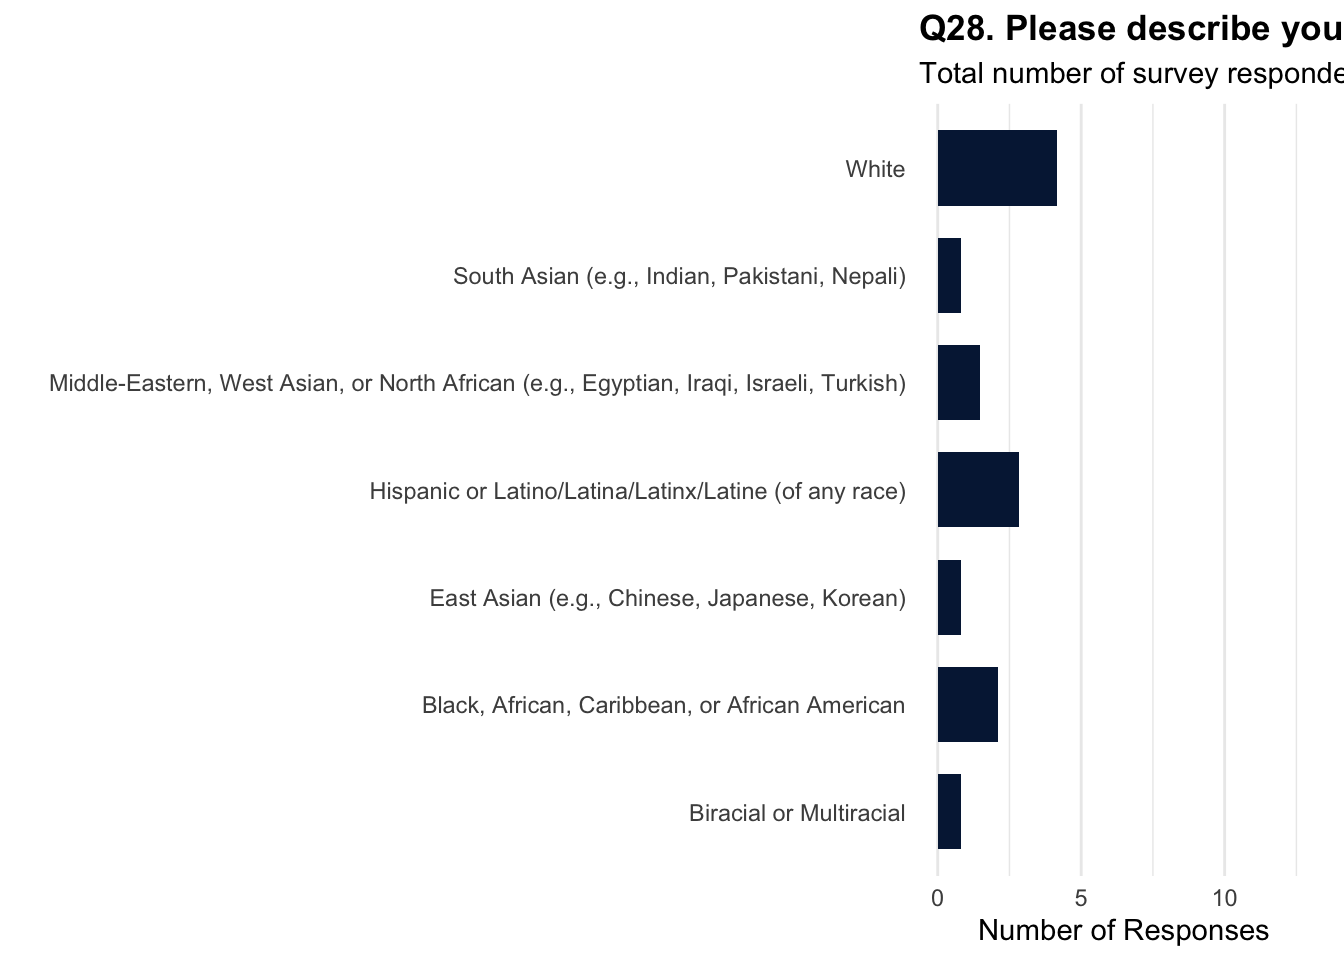 Q28. Please describe you
Total number of survey responde
White
South Asian (e.g., Indian, Pakistani, Nepali)
Middle-Eastern, West Asian, or North African (e.g., Egyptian, Iraqi, Israeli, Turkish)
Hispanic or Latino/Latina/Latinx/Latine (of any race)
East Asian (e.g., Chinese, Japanese, Korean)
Black, African, Caribbean, or African American
Biracial or Multiracial
0 5 10
Number of Responses